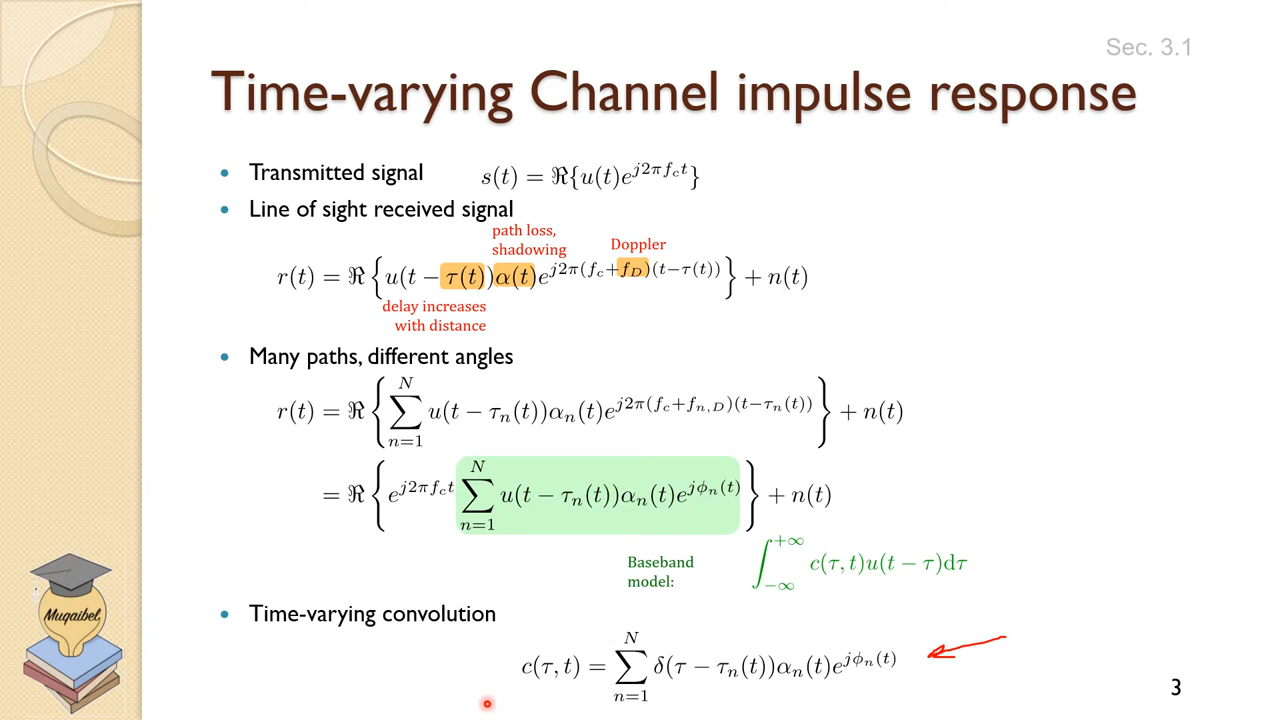 Sec. 3.1
Time-varying Channel impulse response
• Transmitted signal s(t) = ℜ{u(t)e^{j2πf_c t}}
• Line of sight received signal
path loss,
shadowing
Doppler
r(t) = ℜ{u(t − τ(t))α(t)e^{j2π(f_c+f_D)(t−τ(t))}} + n(t)
delay increases
with distance
• Many paths, different angles
r(t) = ℜ{∑_{n=1}^{N} u(t − τ_n(t))α_n(t)e^{j2π(f_c+f_{n,D})(t−τ_n(t))}} + n(t)
= ℜ{e^{j2πf_c t} ∑_{n=1}^{N} u(t − τ_n(t))α_n(t)e^{jϕ_n(t)}} + n(t)
Baseband
model:
∫_{−∞}^{+∞} c(τ, t)u(t − τ)dτ
• Time-varying convolution
c(τ, t) = ∑_{n=1}^{N} δ(τ − τ_n(t))α_n(t)e^{jϕ_n(t)}
Muqaibel
3